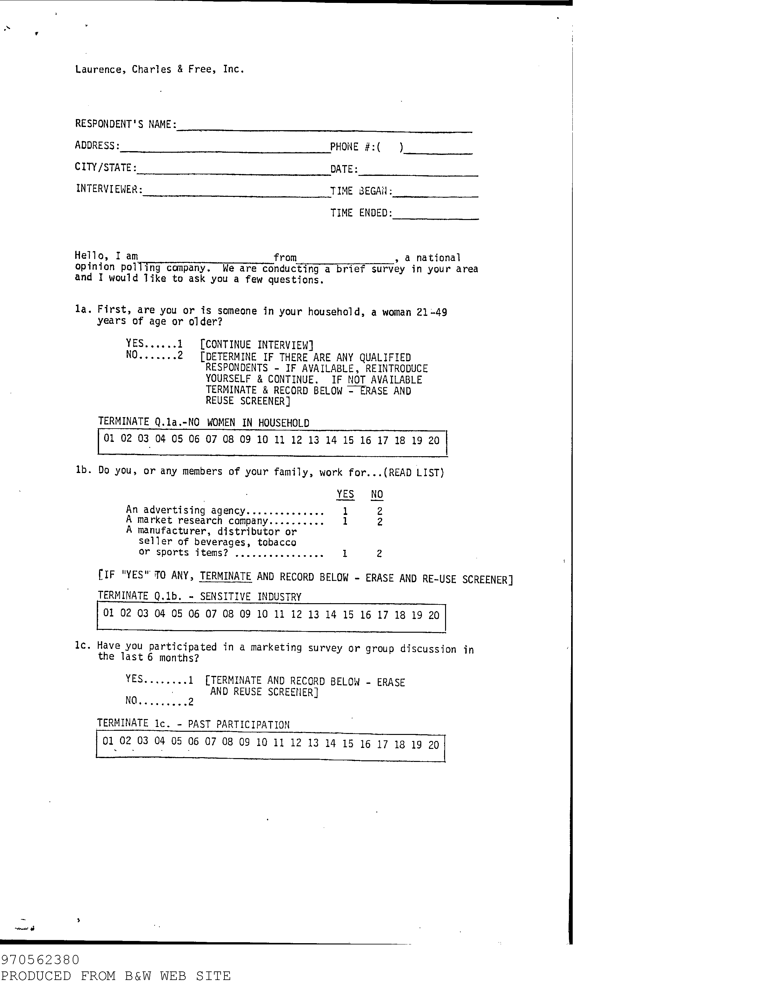 Laurence, Charles & Free, Inc.
RESPONDENT'S NAME:
ADDRESS: PHONE #:( )
CITY/STATE: DATE:
INTERVIEWER: TIME BEGAN:
TIME ENDED:
Hello, I am from , a national
opinion polling company. We are conducting a brief survey in your area
and I would like to ask you a few questions.
1a. First, are you or is someone in your household, a woman 21-49
years of age or older?
YES......1 [CONTINUE INTERVIEW]
NO.......2 [DETERMINE IF THERE ARE ANY QUALIFIED
RESPONDENTS - IF AVAILABLE, REINTRODUCE
YOURSELF & CONTINUE. IF NOT AVAILABLE
TERMINATE & RECORD BELOW - ERASE AND
REUSE SCREENER]
TERMINATE Q.1a.-NO WOMEN IN HOUSEHOLD
01 02 03 04 05 06 07 08 09 10 11 12 13 14 15 16 17 18 19 20
1b. Do you, or any members of your family, work for...(READ LIST)
YES NO
An advertising agency.............. 1 2
A market research company.......... 1 2
A manufacturer, distributor or
seller of beverages, tobacco
or sports items? ................ 1 2
[IF "YES" TO ANY, TERMINATE AND RECORD BELOW - ERASE AND RE-USE SCREENER]
TERMINATE Q.1b. - SENSITIVE INDUSTRY
01 02 03 04 05 06 07 08 09 10 11 12 13 14 15 16 17 18 19 20
1c. Have you participated in a marketing survey or group discussion in
the last 6 months?
YES........1 [TERMINATE AND RECORD BELOW - ERASE
AND REUSE SCREENER]
NO.........2
TERMINATE 1c. - PAST PARTICIPATION
01 02 03 04 05 06 07 08 09 10 11 12 13 14 15 16 17 18 19 20
970562380
PRODUCED FROM B&W WEB SITE